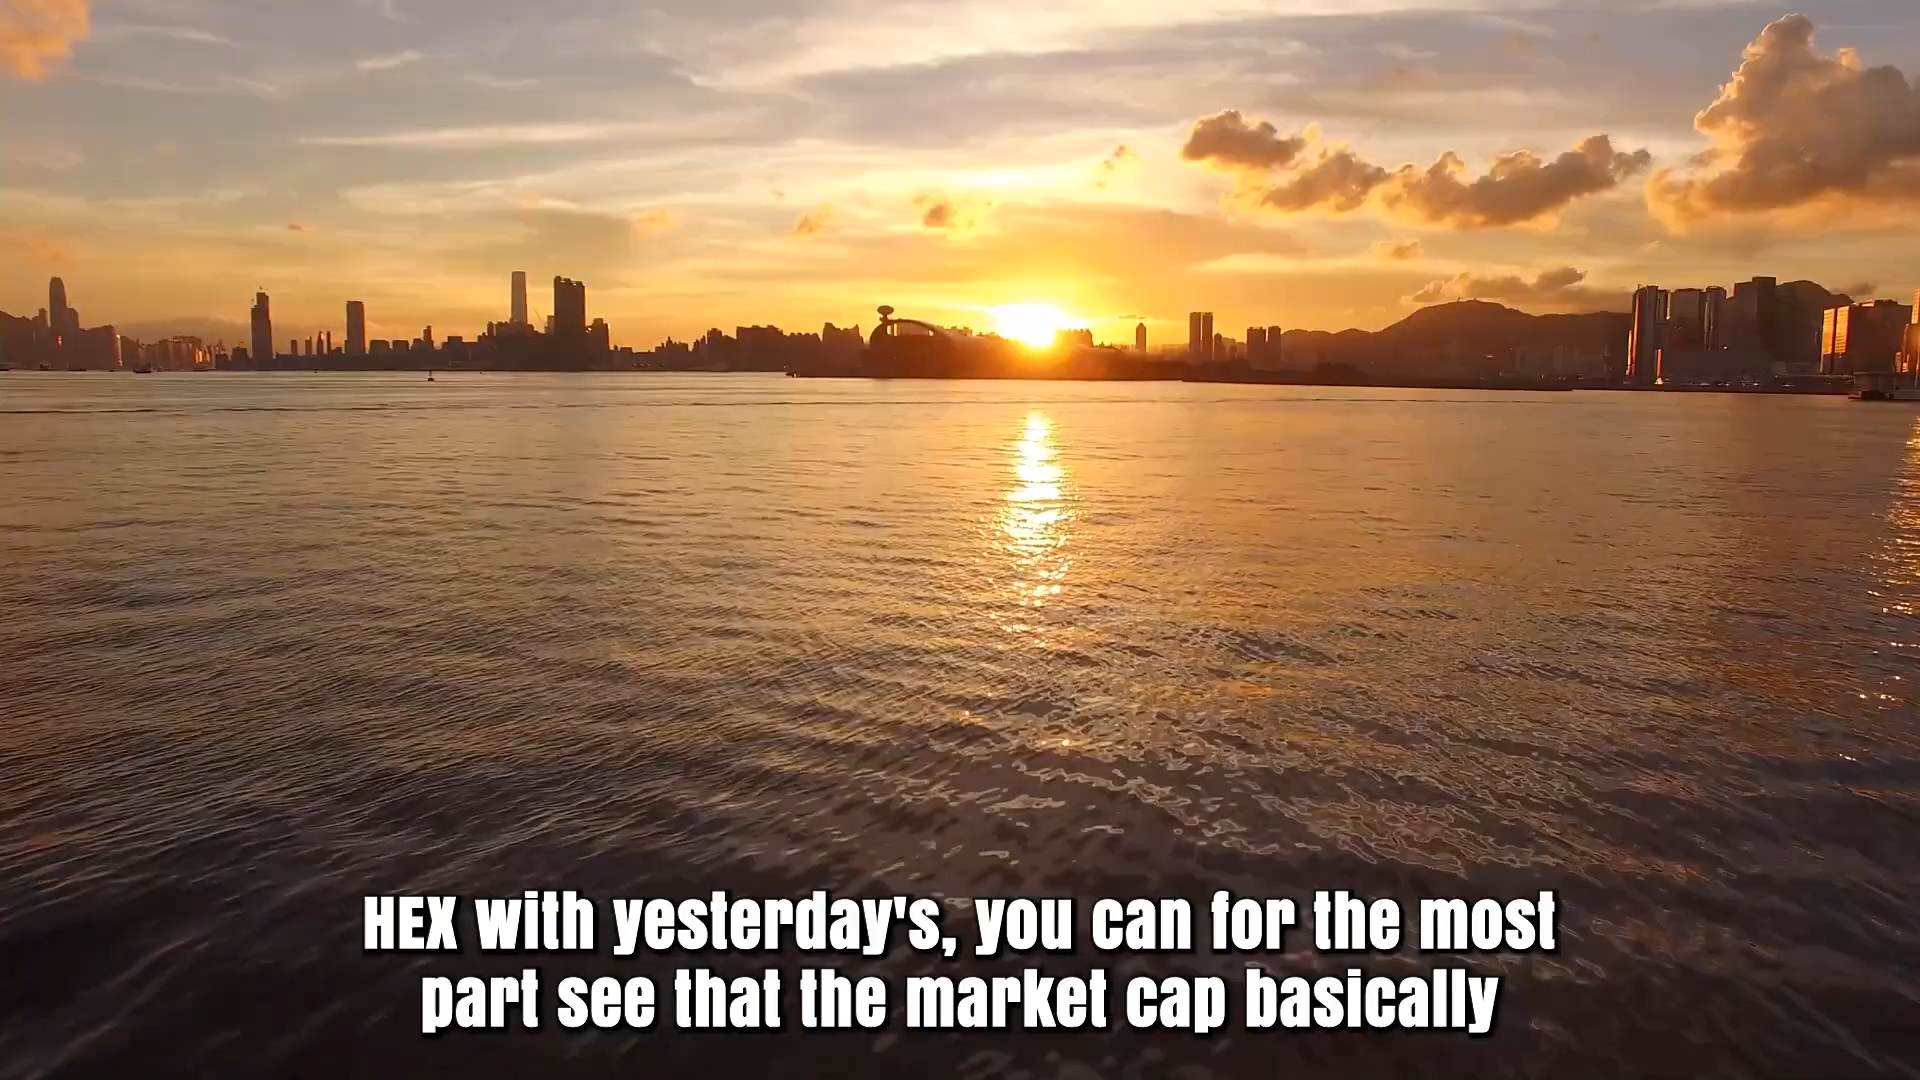 HEX with yesterday's, you can for the most
part see that the market cap basically